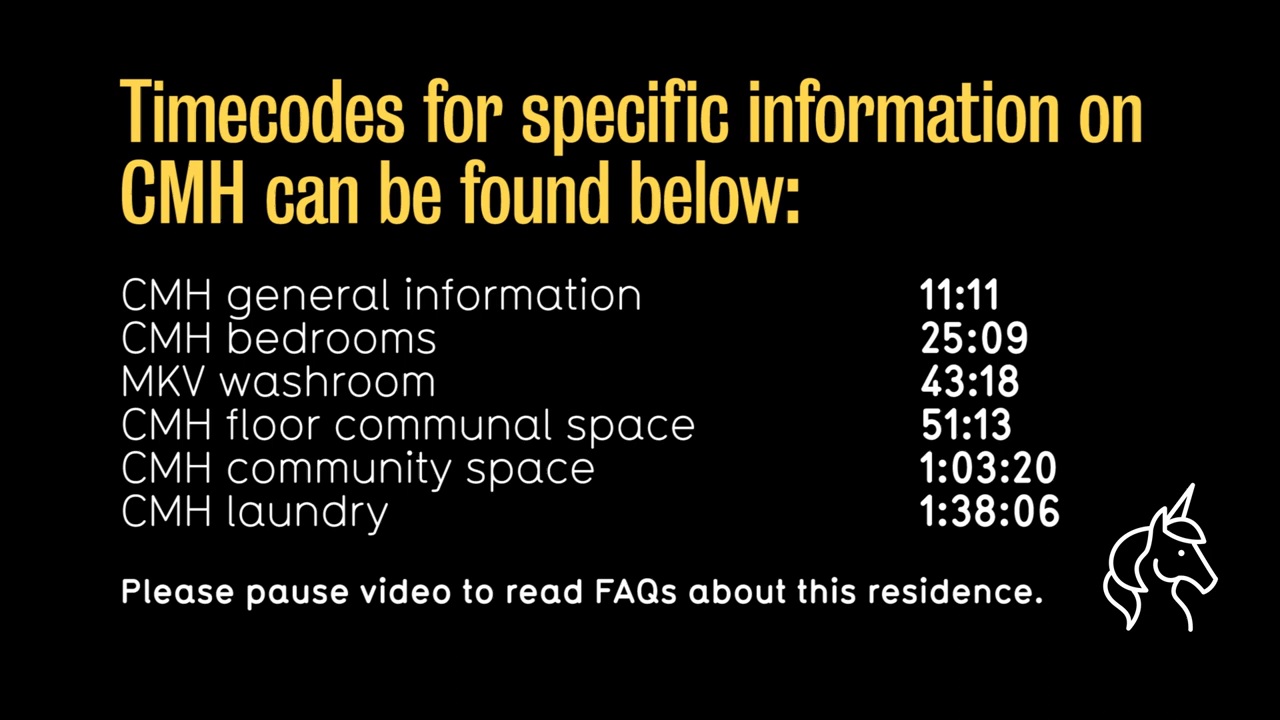 Timecodes for specific information on
CMH can be found below:
CMH general information 11:11
CMH bedrooms 25:09
MKV washroom 43:18
CMH floor communal space 51:13
CMH community space 1:03:20
CMH laundry 1:38:06
Please pause video to read FAQs about this residence.